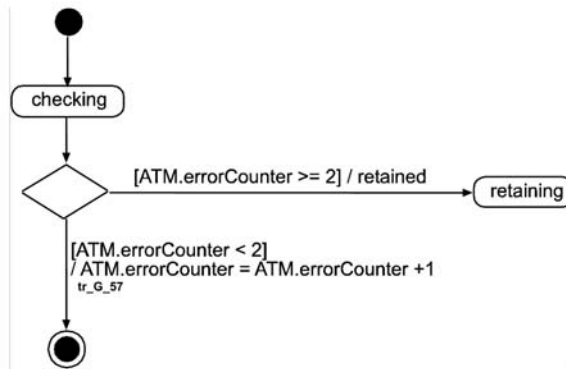 checking
[ATM.errorCounter >= 2] / retained
retaining
[ATM.errorCounter < 2]
/ ATM.errorCounter = ATM.errorCounter +1
tr_G_57